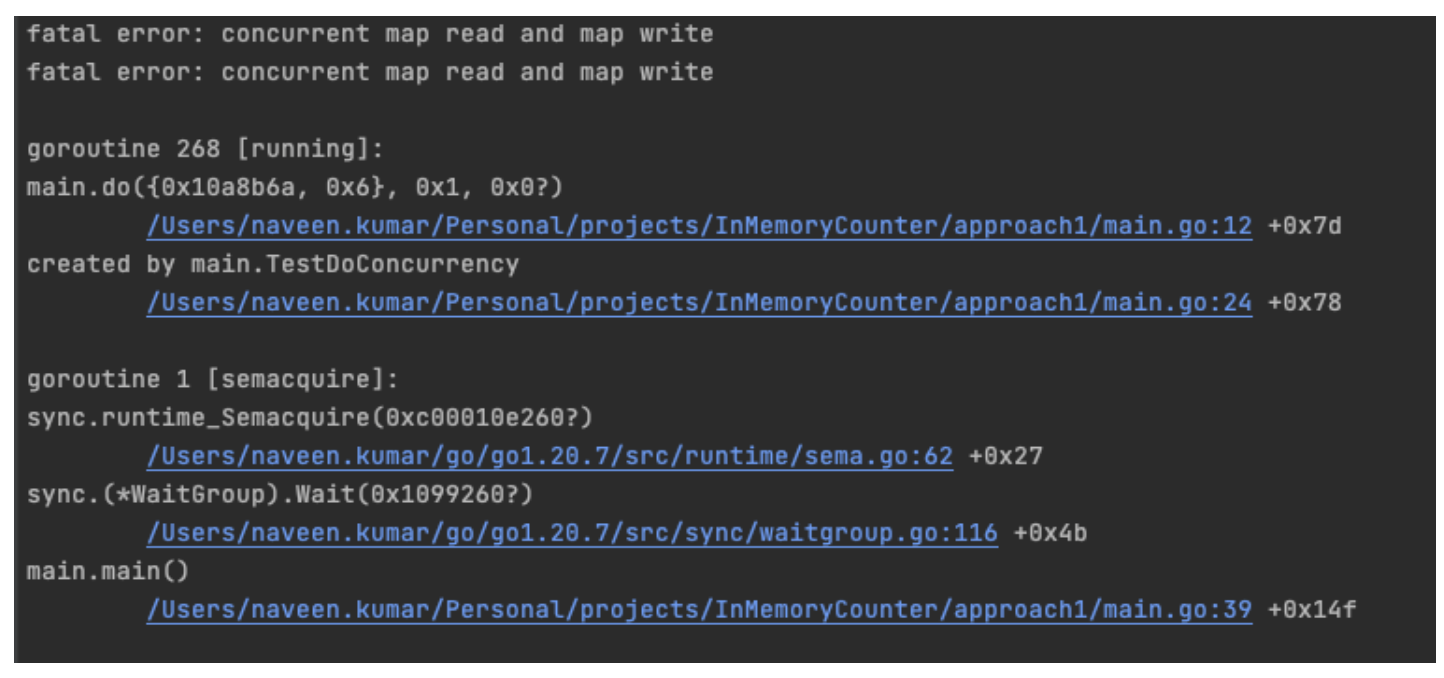 fatal error: concurrent map read and map write
fatal error: concurrent map read and map write
goroutine 268 [running]:
main.do({0x10a8b6a, 0x6}, 0x1, 0x0?)
/Users/naveen.kumar/Personal/projects/InMemoryCounter/approach1/main.go:12 +0x7d
created by main.TestDoConcurrency
/Users/naveen.kumar/Personal/projects/InMemoryCounter/approach1/main.go:24 +0x78
goroutine 1 [semacquire]:
sync.runtime_Semacquire(0xc00010e260?)
/Users/naveen.kumar/go/go1.20.7/src/runtime/sema.go:62 +0x27
sync.(*WaitGroup).Wait(0x1099260?)
/Users/naveen.kumar/go/go1.20.7/src/sync/waitgroup.go:116 +0x4b
main.main()
/Users/naveen.kumar/Personal/projects/InMemoryCounter/approach1/main.go:39 +0x14f